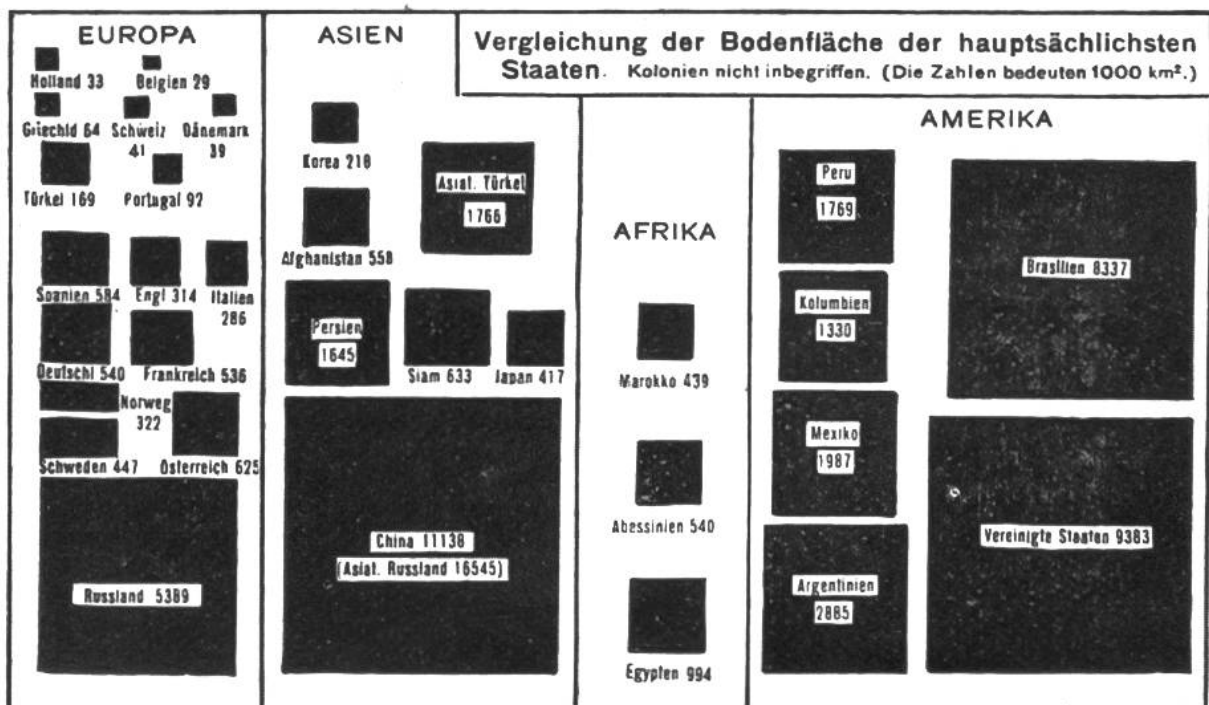 EUROPA
Holland 33
Belgien 29
Griechld 64
Schweiz
41
Dänemark
39
Türkei 169
Portugal 92
Spanien 584
Engl 314
Italien
286
Deutschl 540
Frankreich 536
Norweg
322
Schweden 447
Österreich 625
Russland 5389
ASIEN
Korea 218
Asiat. Türkei
1766
Afghanistan 558
Persien
1645
Siam 633
Japan 417
China 11138
(Asiat. Russland 16545)
Vergleichung der Bodenfläche der hauptsächlichsten
Staaten. Kolonien nicht inbegriffen. (Die Zahlen bedeuten 1000 km².)
AFRIKA
Marokko 439
Abessinien 540
Egypten 994
AMERIKA
Peru
1769
Brasilien 8337
Kolumbien
1330
Mexiko
1987
Vereinigte Staaten 9383
Argentinien
2885